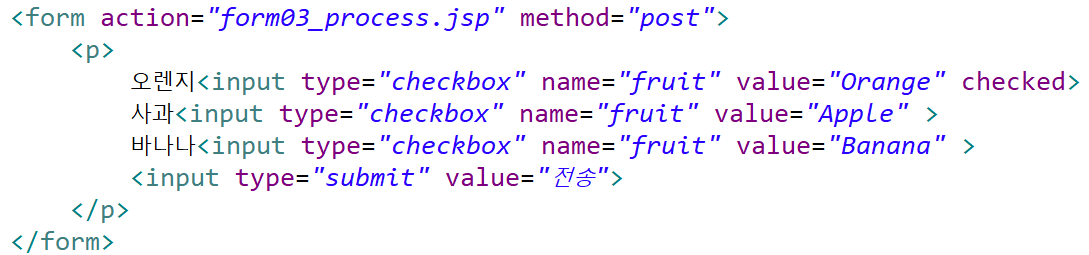 <form action="form03_process.jsp" method="post">
<p>
오렌지<input type="checkbox" name="fruit" value="Orange" checked>
사과<input type="checkbox" name="fruit" value="Apple" >
바나나<input type="checkbox" name="fruit" value="Banana" >
<input type="submit" value="전송">
</p>
</form>